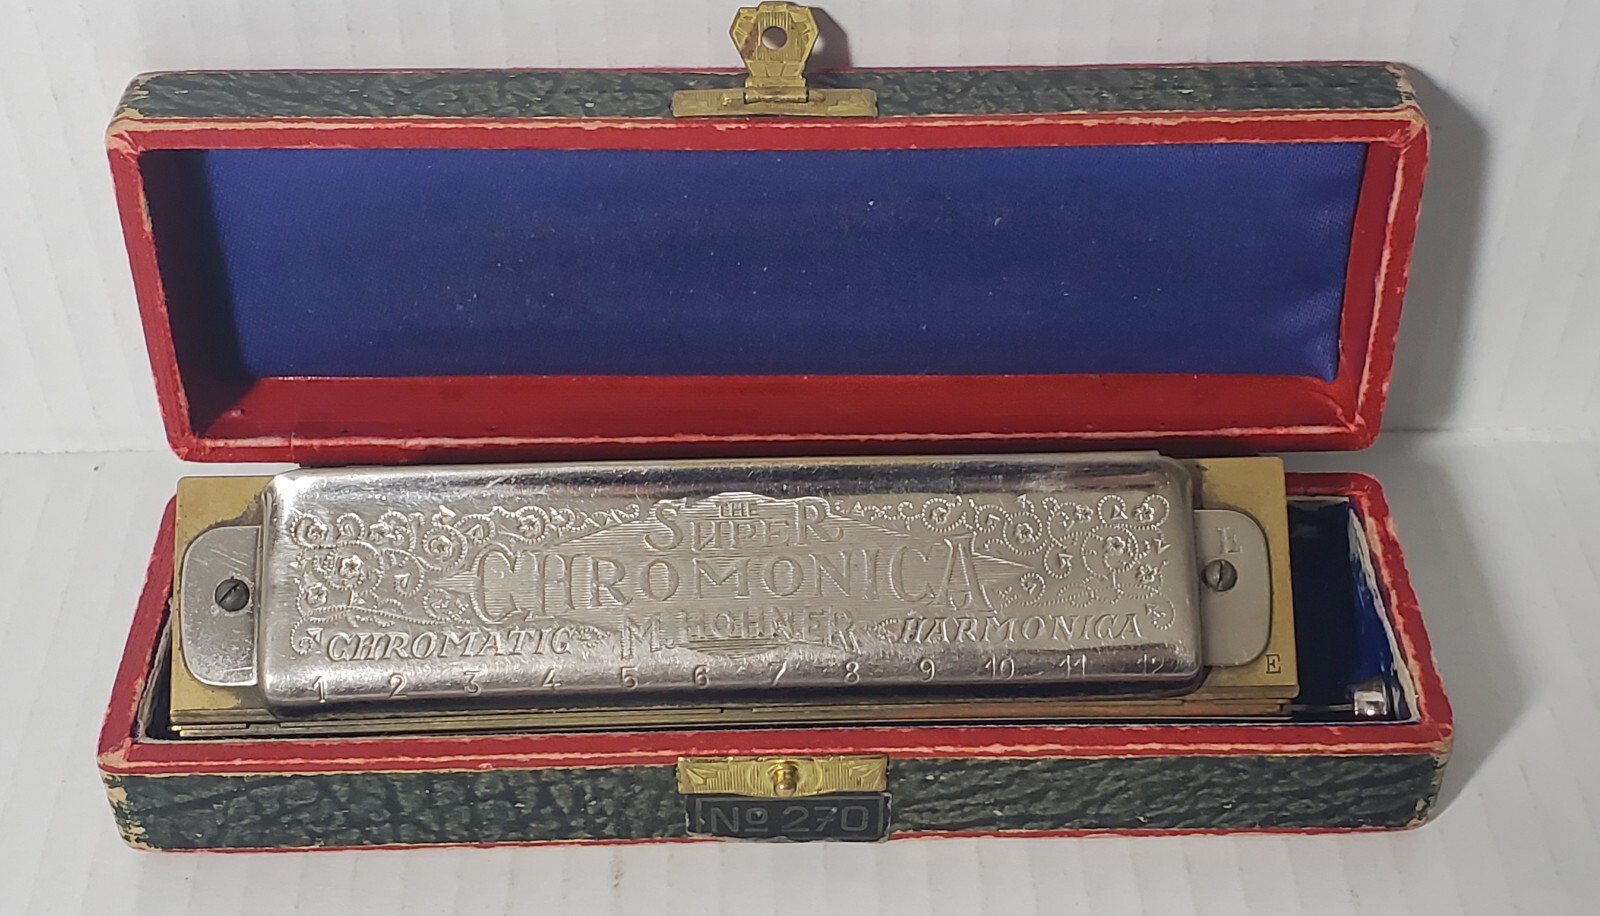 THE
SUPER
CHROMONICA
CHROMATIC M. HOHNER HARMONICA
1 2 3 4 5 6 7 8 9 10 11 12
L
E
No 270